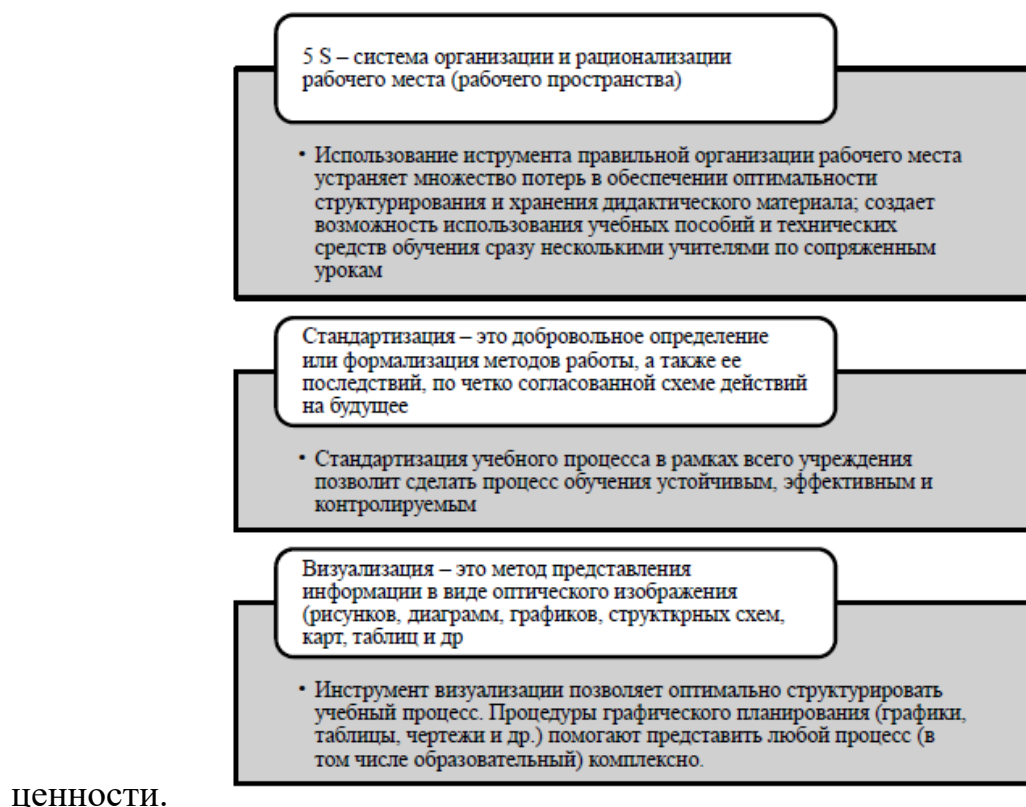 5 S – система организации и рационализации
рабочего места (рабочего пространства)
• Использование иструмента правильной организации рабочего места
устраняет множество потерь в обеспечении оптимальности
структурирования и хранения дидактического материала; создает
возможность использования учебных пособий и технических
средств обучения сразу несколькими учителями по сопряженным
урокам
Стандартизация – это добровольное определение
или формализация методов работы, а также ее
последствий, по четко согласованной схеме действий
на будущее
• Стандартизация учебного процесса в рамках всего учреждения
позволит сделать процесс обучения устойчивым, эффективным и
контролируемым
Визуализация – это метод представления
информации в виде оптического изображения
(рисунков, диаграмм, графиков, структкрных схем,
карт, таблиц и др
• Инструмент визуализации позволяет оптимально структурировать
учебный процесс. Процедуры графического планирования (графики,
таблицы, чертежи и др.) помогают представить любой процесс (в
том числе образовательный) комплексно.
ценности.